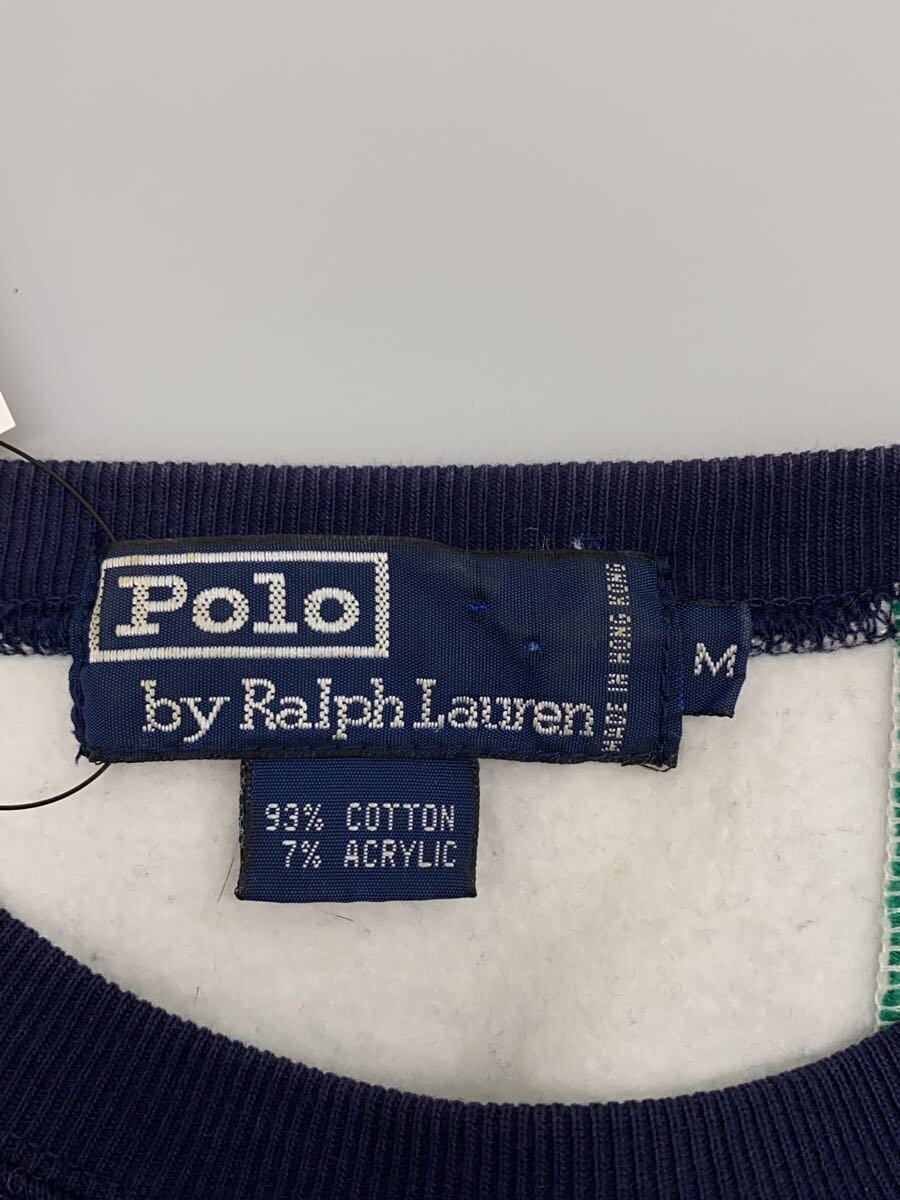 Polo
by Ralph Lauren
MADE IN HONG KONG
M
93% COTTON
7% ACRYLIC